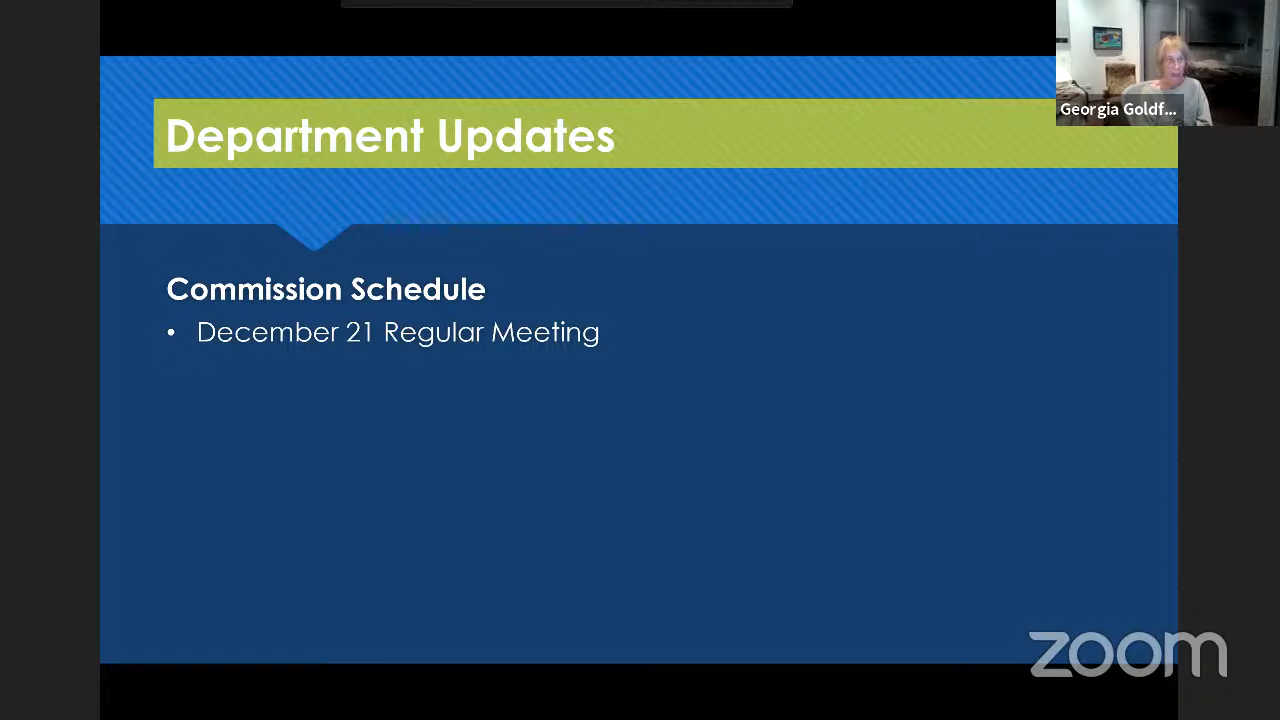 Department Updates
Georgia Goldf...
Commission Schedule
• December 21 Regular Meeting
zoom